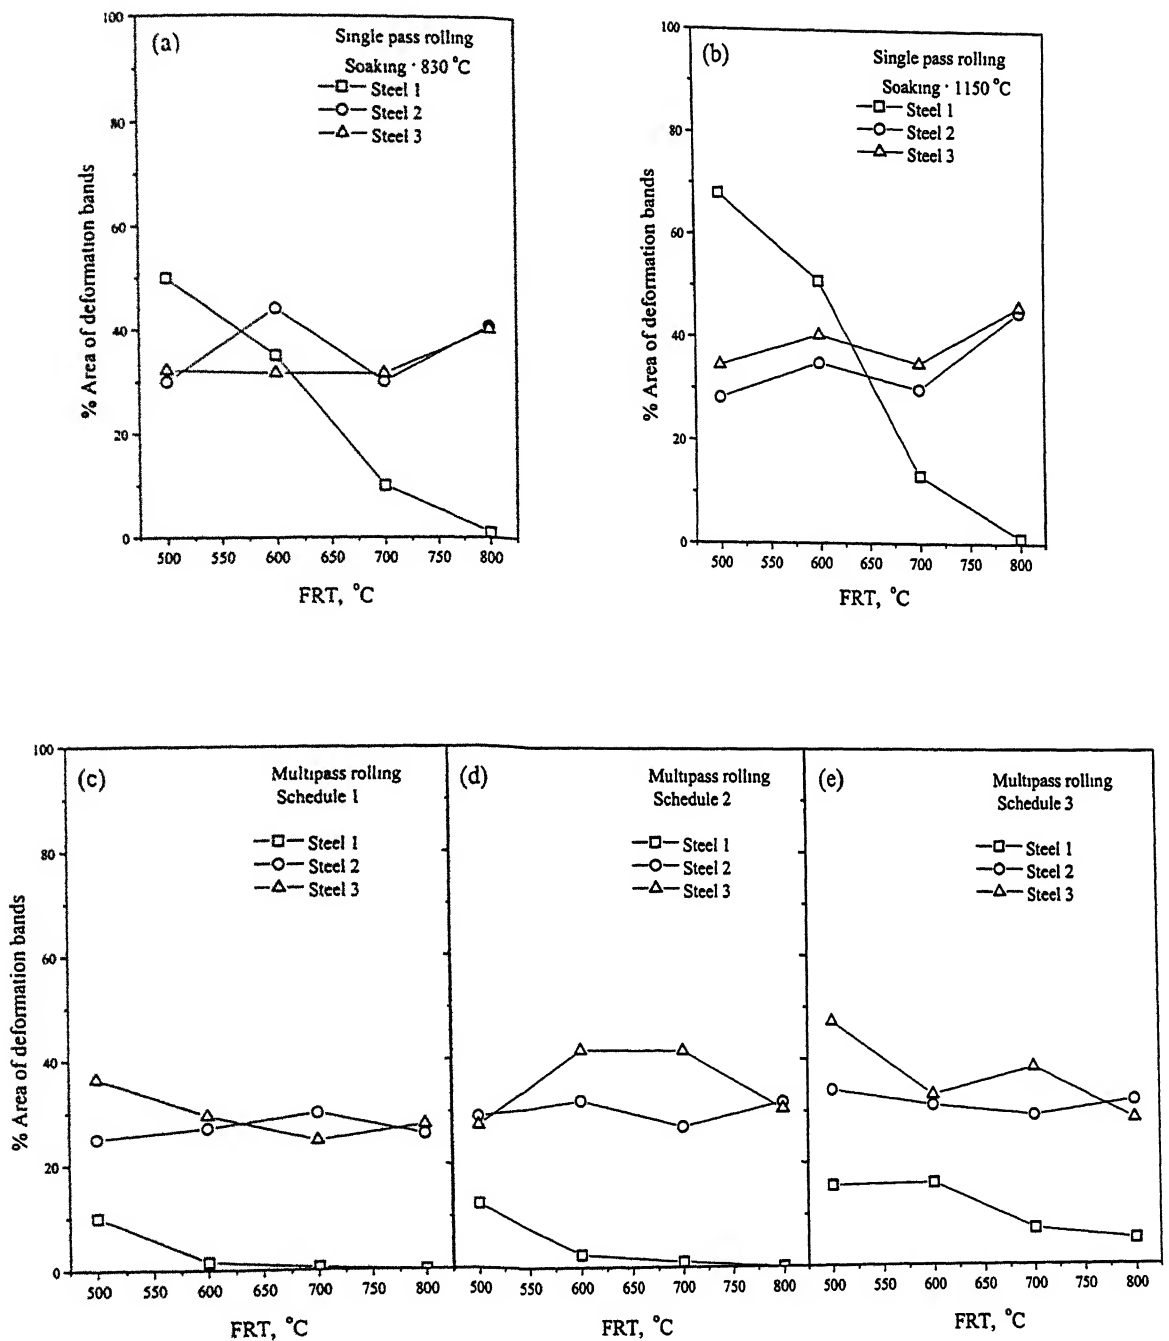 (a)
Single pass rolling
Soaking · 830 °C
Steel 1
Steel 2
Steel 3
% Area of deformation bands
100
80
60
40
20
0
500 550 600 650 700 750 800
FRT, °C
(b)
Single pass rolling
Soaking · 1150 °C
Steel 1
Steel 2
Steel 3
% Area of deformation bands
100
80
60
40
20
0
500 550 600 650 700 750 800
FRT, °C
% Area of deformation bands
100
80
60
40
20
0
(c)
Multipass rolling
Schedule 1
Steel 1
Steel 2
Steel 3
500 550 600 650 700 750 800
FRT, °C
(d)
Multipass rolling
Schedule 2
Steel 1
Steel 2
Steel 3
500 550 600 650 700 750 800
FRT, °C
(e)
Multipass rolling
Schedule 3
Steel 1
Steel 2
Steel 3
500 550 600 650 700 750 800
FRT, °C